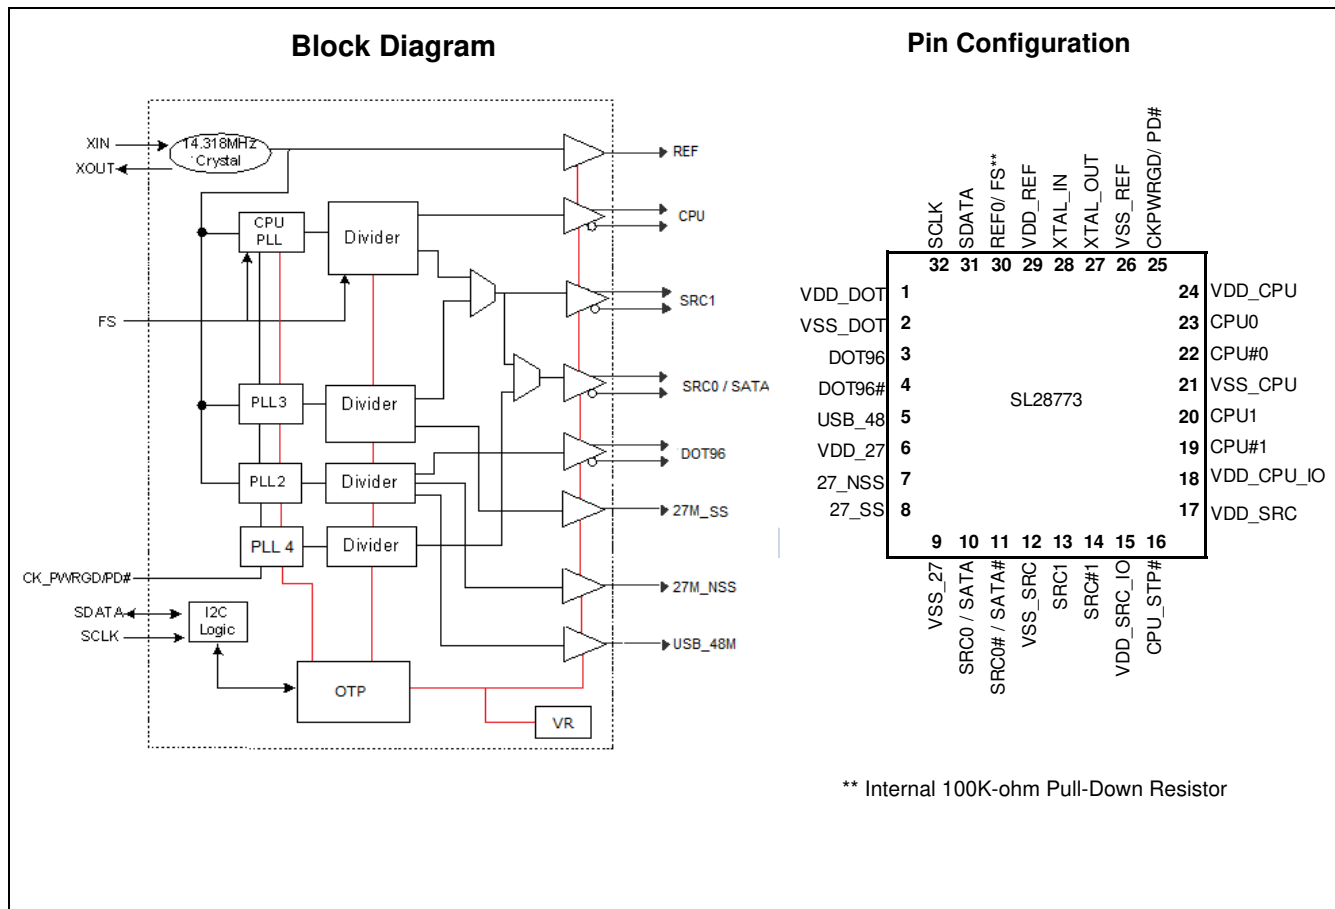 Block Diagram
Pin Configuration
XIN
XOUT
14.318MHz
Crystal
REF
CPU
PLL
Divider
CPU
SRC1
FS
SRC0 / SATA
PLL3
Divider
DOT96
PLL2
Divider
27M_SS
PLL 4
Divider
CK_PWRGD/PD#
27M_NSS
SDATA
SCLK
I2C
Logic
USB_48M
OTP
VR
SCLK
SDATA
REF0/ FS**
VDD_REF
XTAL_IN
XTAL_OUT
VSS_REF
CKPWRGD/ PD#
32 31 30 29 28 27 26 25
VDD_DOT 1
VSS_DOT 2
DOT96 3
DOT96# 4
USB_48 5
VDD_27 6
27_NSS 7
27_SS 8
SL28773
24 VDD_CPU
23 CPU0
22 CPU#0
21 VSS_CPU
20 CPU1
19 CPU#1
18 VDD_CPU_IO
17 VDD_SRC
9 10 11 12 13 14 15 16
VSS_27
SRC0 / SATA
SRC0# / SATA#
VSS_SRC
SRC1
SRC#1
VDD_SRC_IO
CPU_STP#
** Internal 100K-ohm Pull-Down Resistor